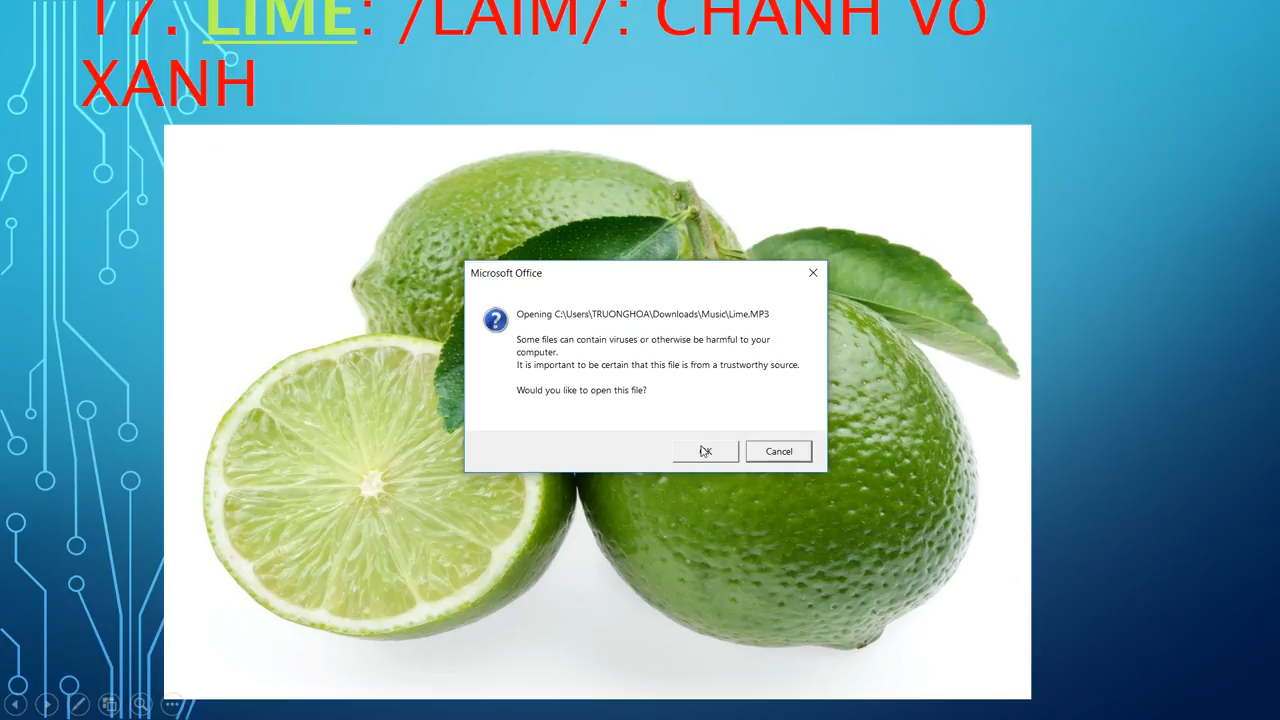 17. LIME: /LAIM/: CHANH VỎ
XANH
Microsoft Office
Opening C:\Users\TRUONGHOA\Downloads\Music\Lime.MP3
Some files can contain viruses or otherwise be harmful to your
computer.
It is important to be certain that this file is from a trustworthy source.
Would you like to open this file?
OK Cancel